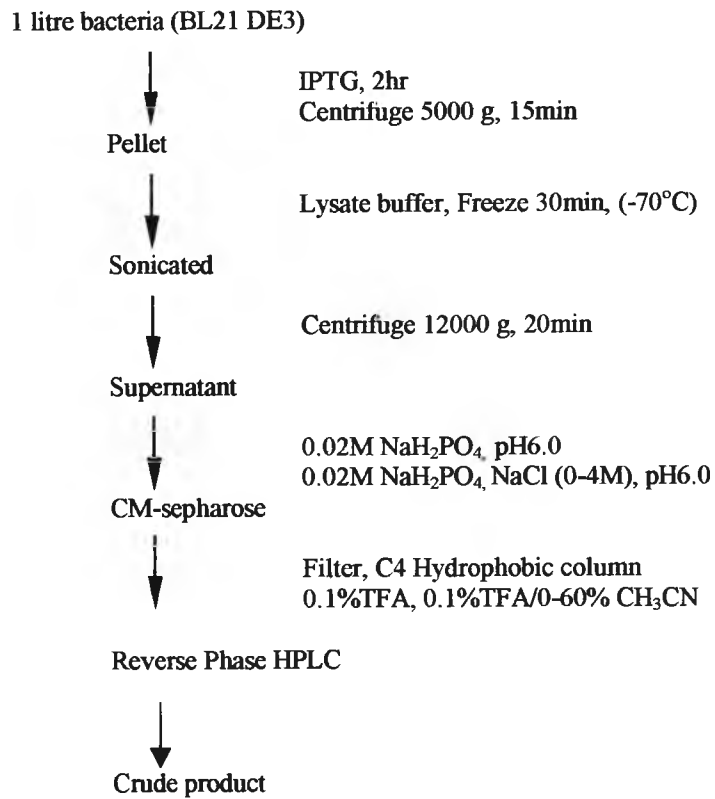 1 litre bacteria (BL21 DE3)
IPTG, 2hr
Centrifuge 5000 g, 15min
Pellet
Lysate buffer, Freeze 30min, (-70°C)
Sonicated
Centrifuge 12000 g, 20min
Supernatant
0.02M NaH₂PO₄, pH6.0
0.02M NaH₂PO₄, NaCl (0-4M), pH6.0
CM-sepharose
Filter, C4 Hydrophobic column
0.1%TFA, 0.1%TFA/0-60% CH₃CN
Reverse Phase HPLC
Crude product